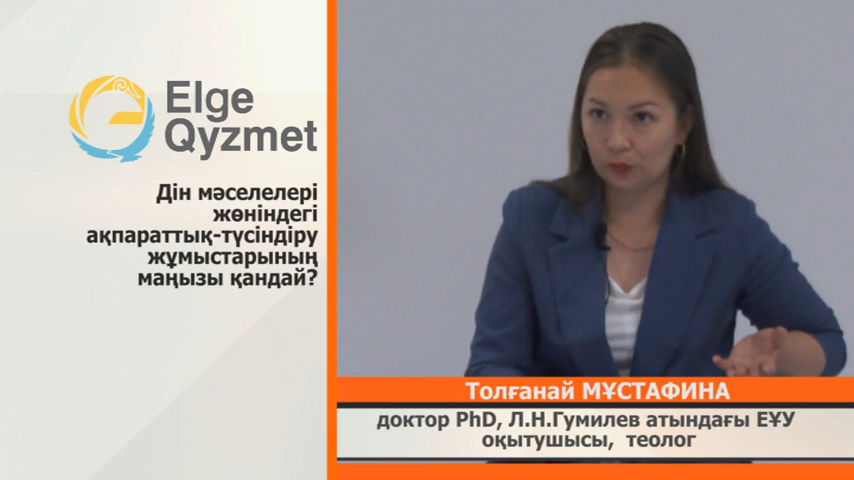 Elge
Qyzmet
Дін мәселелері
жөніндегі
ақпараттық-түсіндіру
жұмыстарының
маңызы қандай?
Толғанай МҰСТАФИНА
доктор PhD, Л.Н.Гумилев атындағы ЕҰУ
оқытушысы, теолог